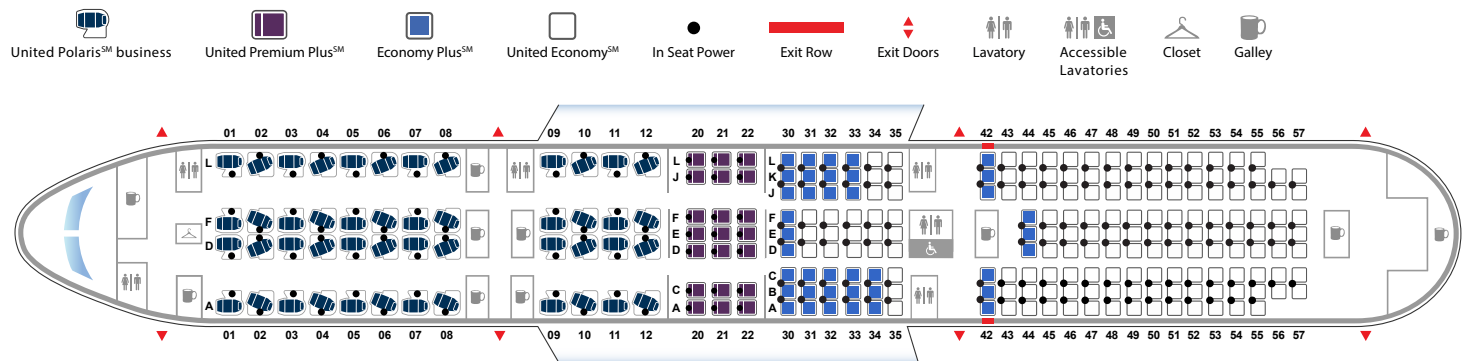 United Polaris℠ business
United Premium Plus℠
Economy Plus℠
United Economy℠
In Seat Power
Exit Row
Exit Doors
Lavatory
Accessible
Lavatories
Closet
Galley
01 02 03 04 05 06 07 08 09 10 11 12 20 21 22 30 31 32 33 34 35 42 43 44 45 46 47 48 49 50 51 52 53 54 55 56 57
L L L
J K
J
F F F
D E E
D D
A C C
A B
A
01 02 03 04 05 06 07 08 09 10 11 12 20 21 22 30 31 32 33 34 35 42 43 44 45 46 47 48 49 50 51 52 53 54 55 56 57